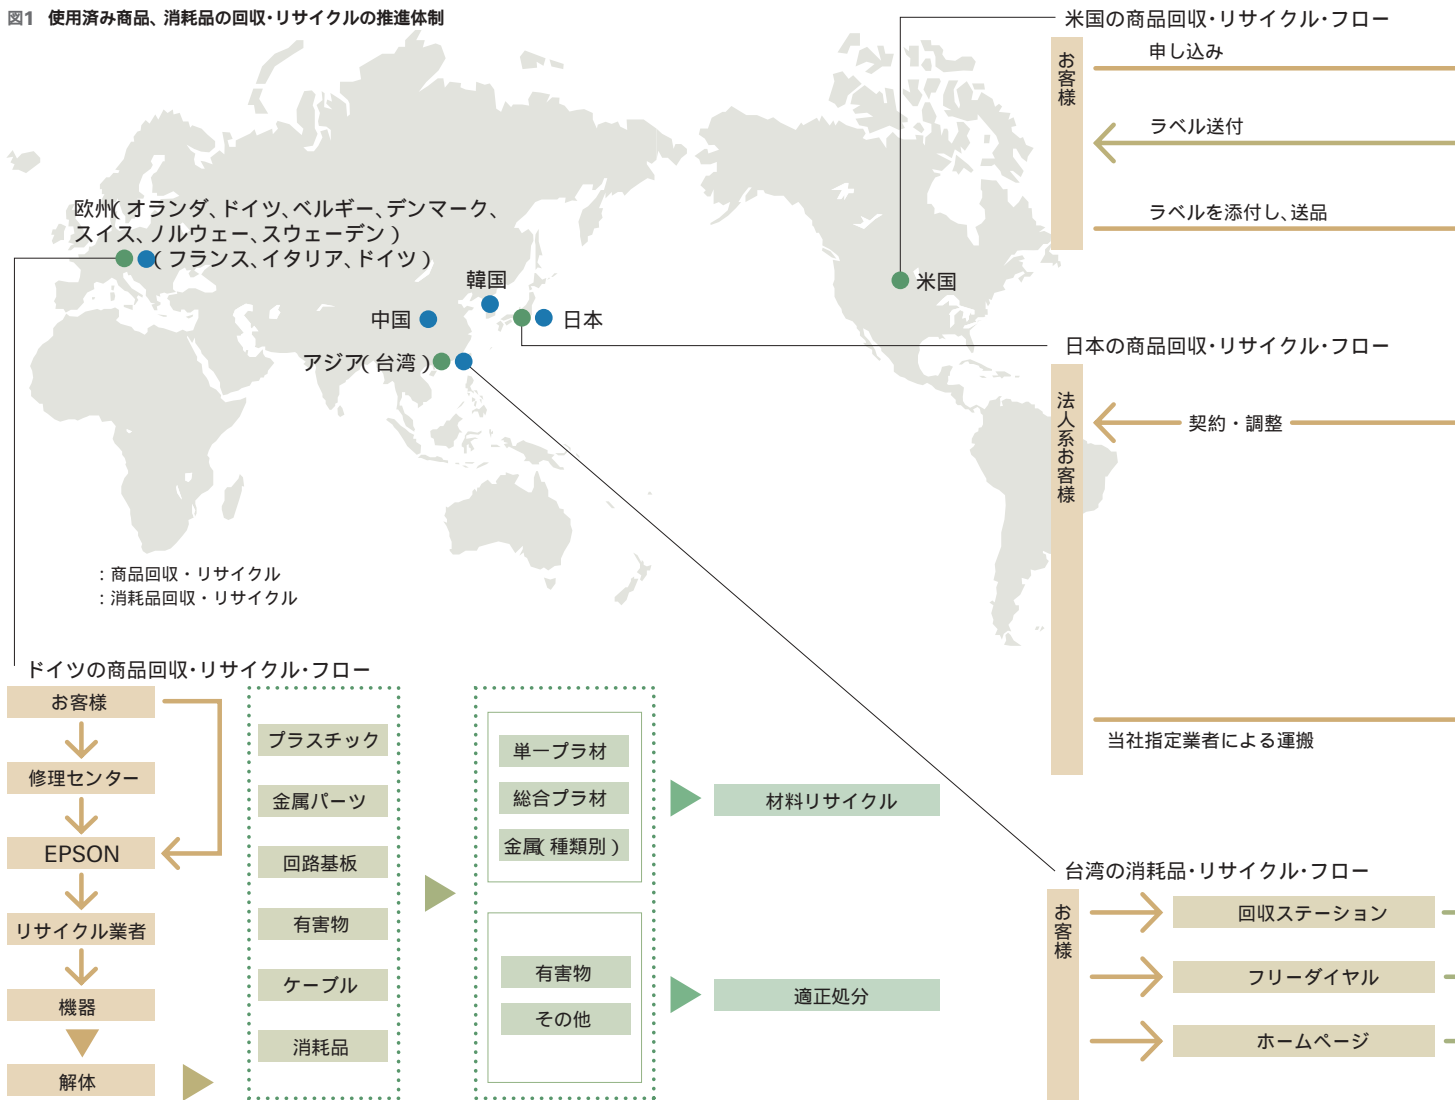 図1 使用済み商品、消耗品の回収・リサイクルの推進体制
欧州(オランダ、ドイツ、ベルギー、デンマーク、
スイス、ノルウェー、スウェーデン)
(フランス、イタリア、ドイツ)
韓国
中国
日本
アジア(台湾)
米国
:商品回収・リサイクル
:消耗品回収・リサイクル
米国の商品回収・リサイクル・フロー
お客様
申し込み
ラベル送付
ラベルを添付し、送品
日本の商品回収・リサイクル・フロー
法人系お客様
契約・調整
当社指定業者による運搬
ドイツの商品回収・リサイクル・フロー
お客様
修理センター
EPSON
リサイクル業者
機器
解体
プラスチック
金属パーツ
回路基板
有害物
ケーブル
消耗品
単一プラ材
総合プラ材
金属(種類別)
有害物
その他
材料リサイクル
適正処分
台湾の消耗品・リサイクル・フロー
お客様
回収ステーション
フリーダイヤル
ホームページ